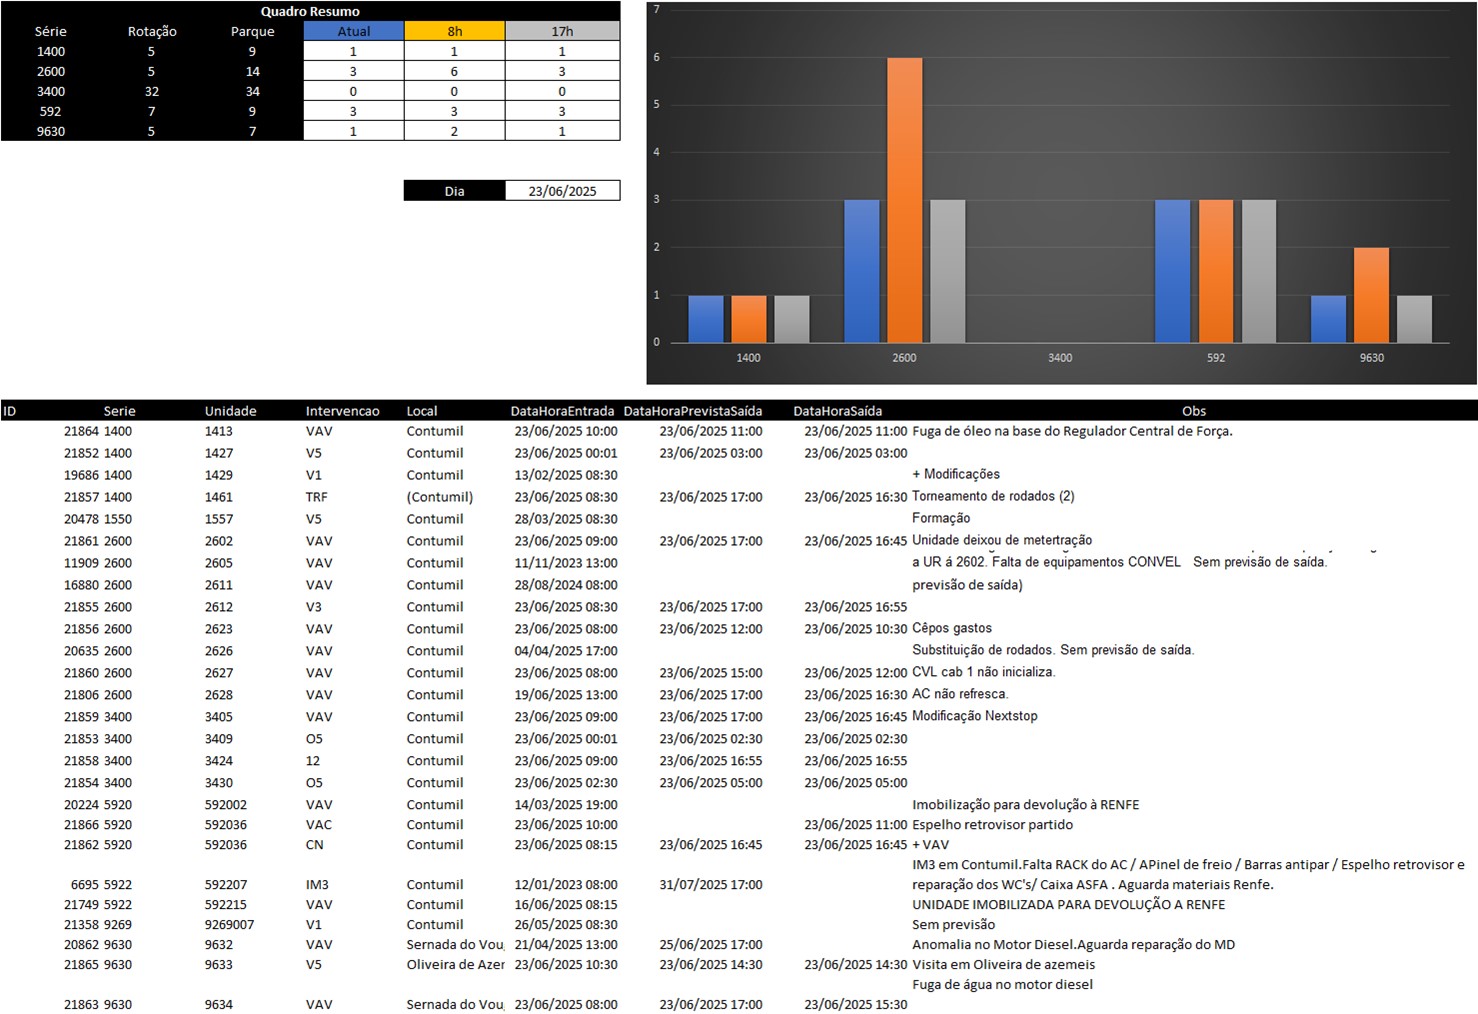 Quadro Resumo
Série Rotação Parque Atual 8h 17h
1400 5 9 1 1 1
2600 5 14 3 6 3
3400 32 34 0 0 0
592 7 9 3 3 3
9630 5 7 1 2 1
Dia 23/06/2025
7
6
5
4
3
2
1
0
1400 2600 3400 592 9630
ID Serie Unidade Intervencao Local DataHoraEntrada DataHoraPrevistaSaída DataHoraSaída Obs
21864 1400 1413 VAV Contumil 23/06/2025 10:00 23/06/2025 11:00 23/06/2025 11:00 Fuga de óleo na base do Regulador Central de Força.
21852 1400 1427 V5 Contumil 23/06/2025 00:01 23/06/2025 03:00 23/06/2025 03:00
19686 1400 1429 V1 Contumil 13/02/2025 08:30 + Modificações
21857 1400 1461 TRF (Contumil) 23/06/2025 08:30 23/06/2025 17:00 23/06/2025 16:30 Torneamento de rodados (2)
20478 1550 1557 V5 Contumil 28/03/2025 08:30 Formação
21861 2600 2602 VAV Contumil 23/06/2025 09:00 23/06/2025 17:00 23/06/2025 16:45 Unidade deixou de metertração
11909 2600 2605 VAV Contumil 11/11/2023 13:00 a UR á 2602. Falta de equipamentos CONVEL Sem previsão de saída.
16880 2600 2611 VAV Contumil 28/08/2024 08:00 previsão de saída)
21855 2600 2612 V3 Contumil 23/06/2025 08:30 23/06/2025 17:00 23/06/2025 16:55
21856 2600 2623 VAV Contumil 23/06/2025 08:00 23/06/2025 12:00 23/06/2025 10:30 Cêpos gastos
20635 2600 2626 VAV Contumil 04/04/2025 17:00 Substituição de rodados. Sem previsão de saída.
21860 2600 2627 VAV Contumil 23/06/2025 08:00 23/06/2025 15:00 23/06/2025 12:00 CVL cab 1 não inicializa.
21806 2600 2628 VAV Contumil 19/06/2025 13:00 23/06/2025 17:00 23/06/2025 16:30 AC não refresca.
21859 3400 3405 VAV Contumil 23/06/2025 09:00 23/06/2025 17:00 23/06/2025 16:45 Modificação Nextstop
21853 3400 3409 O5 Contumil 23/06/2025 00:01 23/06/2025 02:30 23/06/2025 02:30
21858 3400 3424 12 Contumil 23/06/2025 09:00 23/06/2025 16:55 23/06/2025 16:55
21854 3400 3430 O5 Contumil 23/06/2025 02:30 23/06/2025 05:00 23/06/2025 05:00
20224 5920 592002 VAV Contumil 14/03/2025 19:00 Imobilização para devolução à RENFE
21866 5920 592036 VAC Contumil 23/06/2025 10:00 23/06/2025 11:00 Espelho retrovisor partido
21862 5920 592036 CN Contumil 23/06/2025 08:15 23/06/2025 16:45 23/06/2025 16:45 + VAV
IM3 em Contumil.Falta RACK do AC / APinel de freio / Barras antipar / Espelho retrovisor e
6695 5922 592207 IM3 Contumil 12/01/2023 08:00 31/07/2025 17:00 reparação dos WC's/ Caixa ASFA . Aguarda materiais Renfe.
21749 5922 592215 VAV Contumil 16/06/2025 08:15 UNIDADE IMOBILIZADA PARA DEVOLUÇÃO A RENFE
21358 9269 9269007 V1 Contumil 26/05/2025 08:30 Sem previsão
20862 9630 9632 VAV Sernada do Vou 21/04/2025 13:00 25/06/2025 17:00 Anomalia no Motor Diesel.Aguarda reparação do MD
21865 9630 9633 V5 Oliveira de Azer 23/06/2025 10:30 23/06/2025 14:30 23/06/2025 14:30 Visita em Oliveira de azemeis
Fuga de água no motor diesel
21863 9630 9634 VAV Sernada do Vou 23/06/2025 08:00 23/06/2025 17:00 23/06/2025 15:30